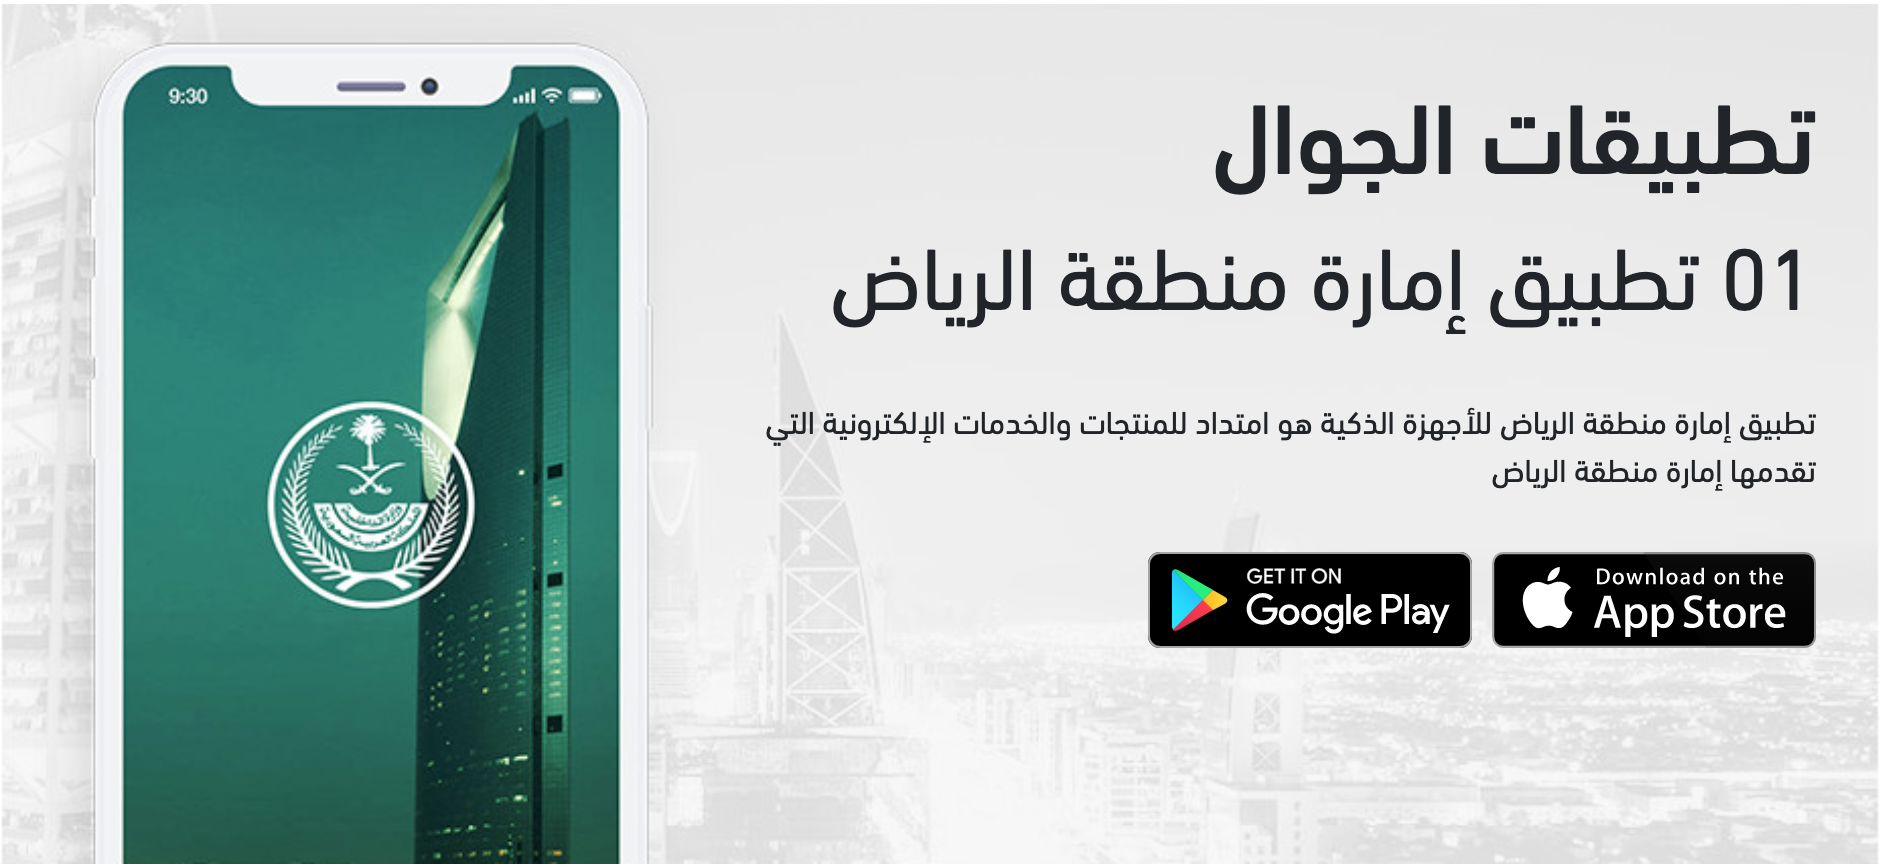 تطبيقات الجوال
01 تطبيق إمارة منطقة الرياض
تطبيق إمارة منطقة الرياض للأجهزة الذكية هو امتداد للمنتجات والخدمات الإلكترونية التي
تقدمها إمارة منطقة الرياض
Download on the
App Store
GET IT ON
Google Play
9:30